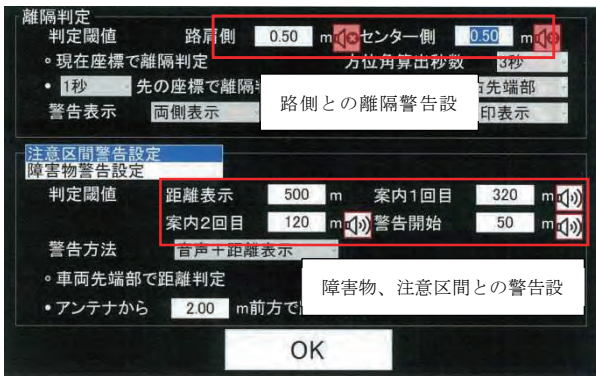 離隔判定
判定閾値 路肩側 0.50 m センター側 0.50 m
現在座標で離隔判定 方位角算出秒数 3秒
1秒 先の座標で離隔 先端部
警告表示 両側表示 印表示
路側との離隔警告設
注意区間警告設定
障害物警告設定
判定閾値 距離表示 500 m 案内1回目 320 m
案内2回目 120 m 警告開始 50 m
警告方法 音声+距離表示
車両先端部で距離判定
障害物、注意区間との警告設
アンテナから 2.00 m前方で
OK